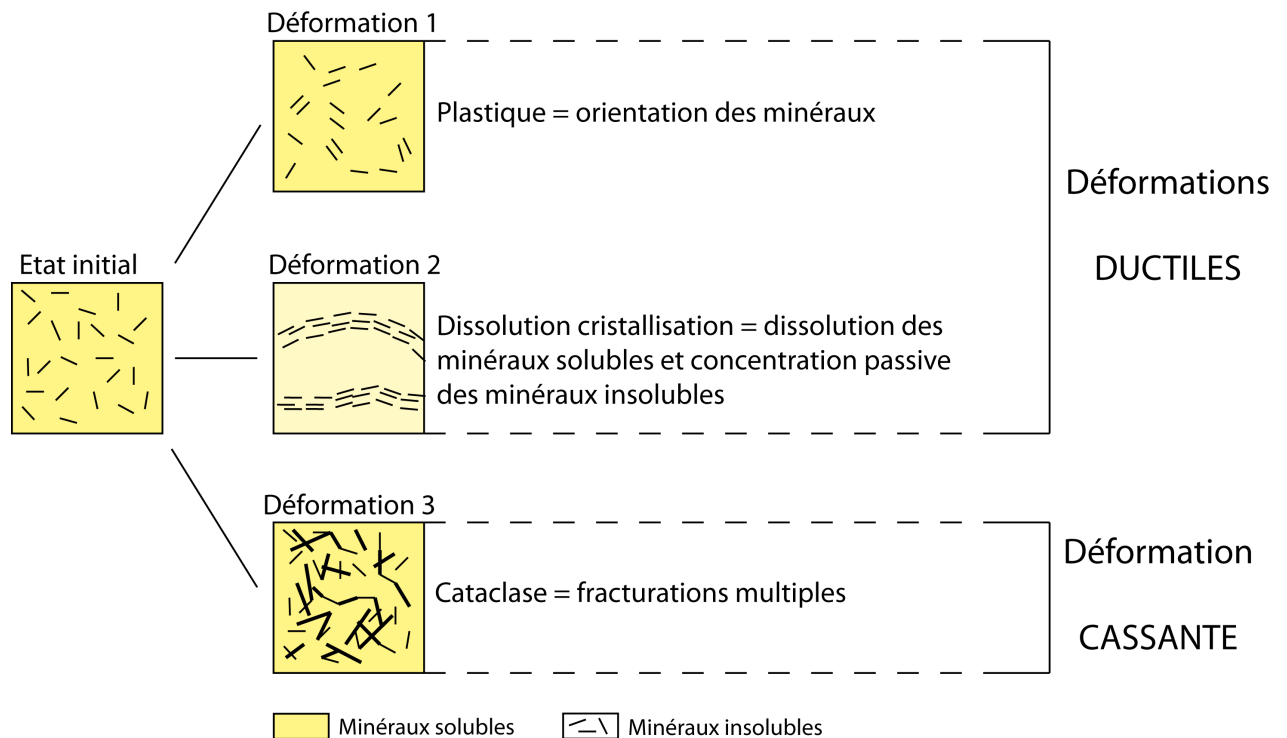 Déformation 1
Plastique = orientation des minéraux
Déformations
DUCTILES
Etat initial
Déformation 2
Dissolution cristallisation = dissolution des
minéraux solubles et concentration passive
des minéraux insolubles
Déformation 3
Cataclase = fracturations multiples
Déformation
CASSANTE
Minéraux solubles
Minéraux insolubles